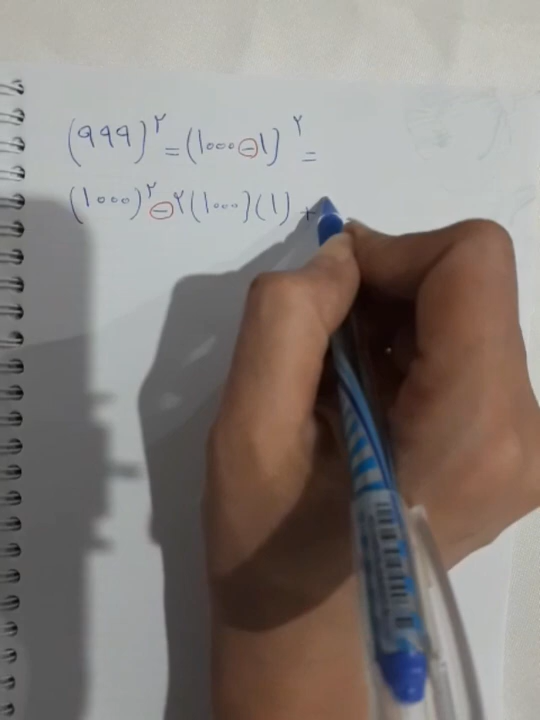 (۹۹۹)^۲ = (۱۰۰۰ - ۱)^۲ =
(۱۰۰۰)^۲ - ۲(۱۰۰۰)(۱) +